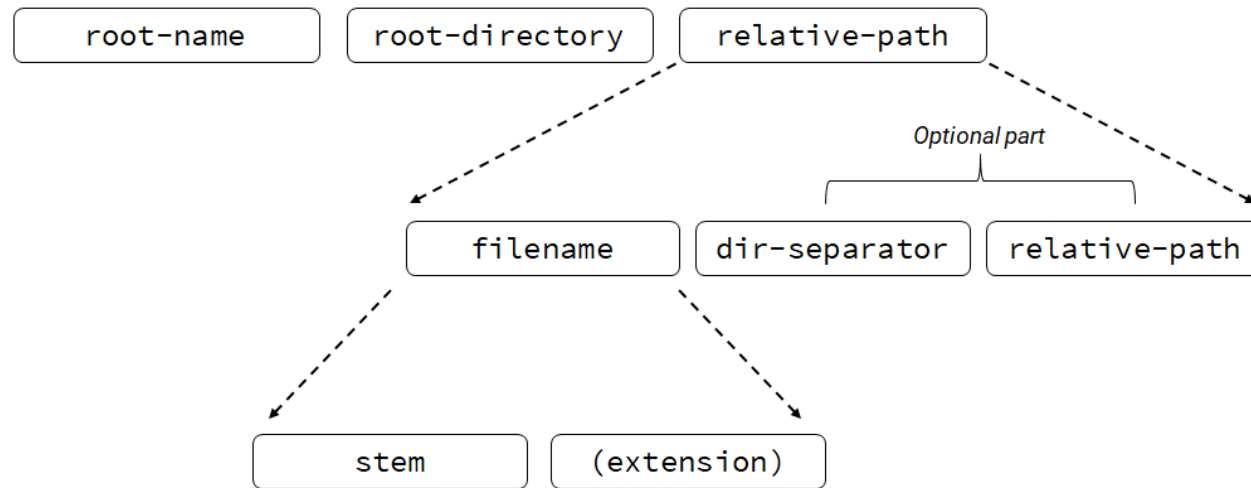 root-name root-directory relative-path
Optional part
filename dir-separator relative-path
stem (extension)